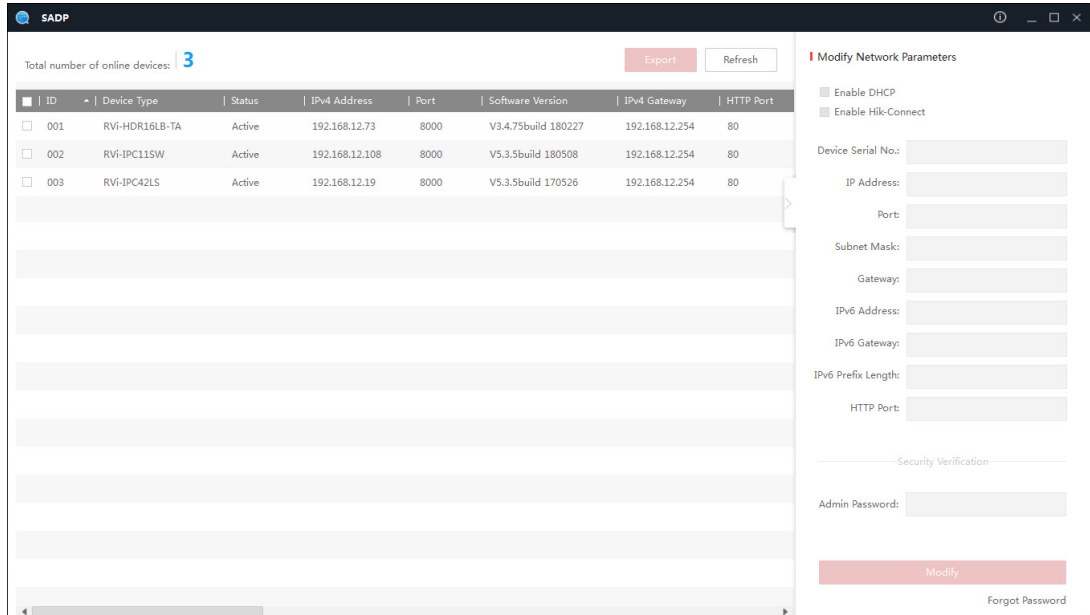 SADP
Total number of online devices: 3
Export
Refresh
ID | Device Type | Status | IPv4 Address | Port | Software Version | IPv4 Gateway | HTTP Port
001 RVi-HDR16LB-TA Active 192.168.12.73 8000 V3.4.75build 180227 192.168.12.254 80
002 RVi-IPC11SW Active 192.168.12.108 8000 V5.3.5build 180508 192.168.12.254 80
003 RVi-IPC42LS Active 192.168.12.19 8000 V5.3.5build 170526 192.168.12.254 80
Modify Network Parameters
Enable DHCP
Enable Hik-Connect
Device Serial No.:
IP Address:
Port:
Subnet Mask:
Gateway:
IPv6 Address:
IPv6 Gateway:
IPv6 Prefix Length:
HTTP Port:
Security Verification
Admin Password:
Modify
Forgot Password